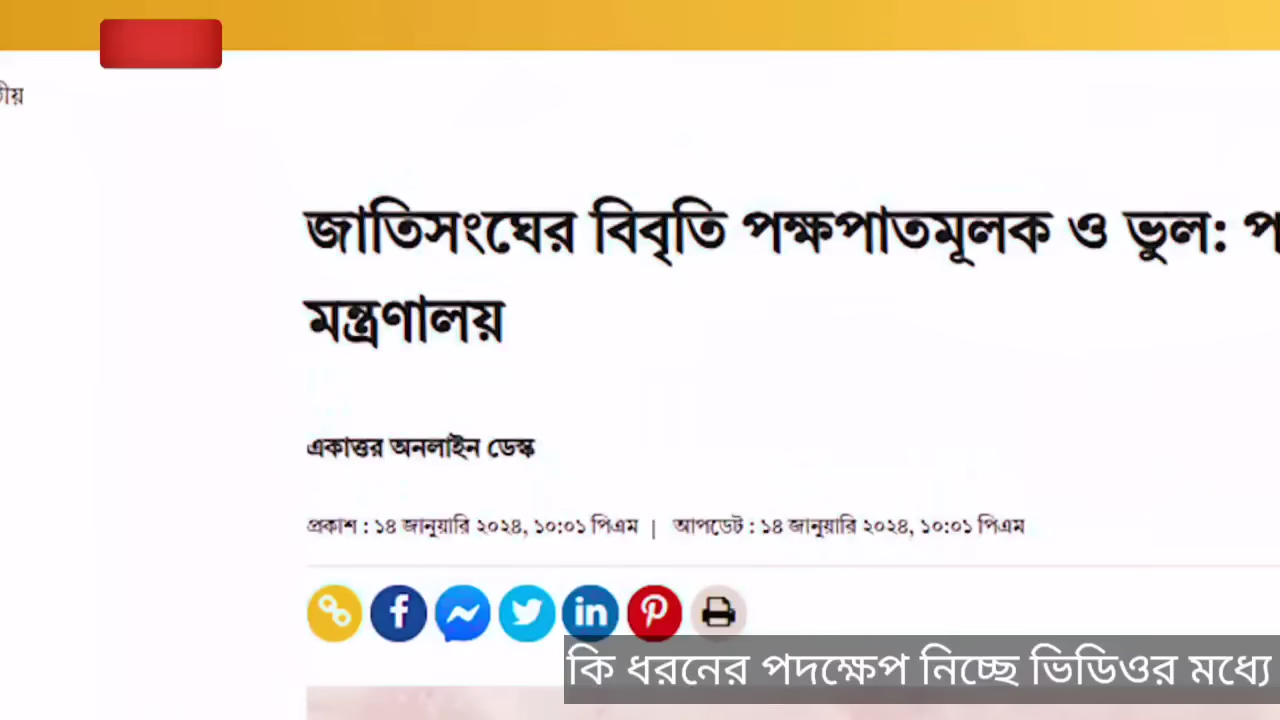 জাতিসংঘের বিবৃতি পক্ষপাতমূলক ও ভুল:
মন্ত্রণালয়
একাত্তর অনলাইন ডেস্ক
প্রকাশ : ১৪ জানুয়ারি ২০২৪, ১০:০১ পিএম | আপডেট : ১৪ জানুয়ারি ২০২৪, ১০:০১ পিএম
কি ধরনের পদক্ষেপ নিচ্ছে ভিডিওর মধ্যে